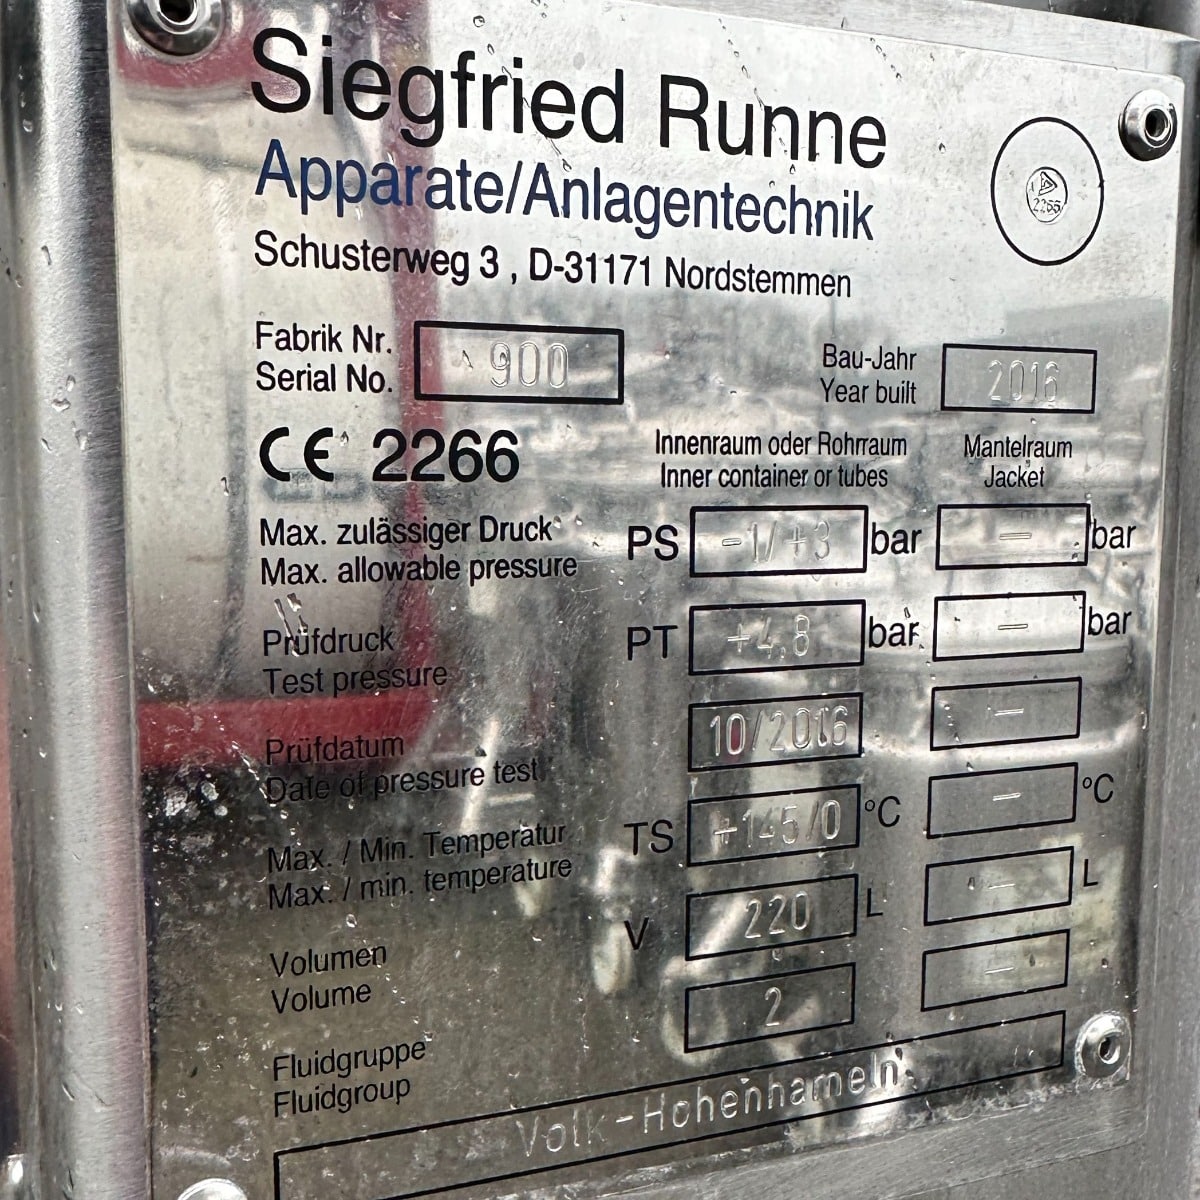 Siegfried Runne
Apparate/Anlagentechnik
Schusterweg 3 , D-31171 Nordstemmen
2266
Fabrik Nr.
Serial No.
900
Bau-Jahr
Year built
2016
CE 2266
Innenraum oder Rohrraum
Inner container or tubes
Mantelraum
Jacket
Max. zulässiger Druck
Max. allowable pressure
PS -1/+3 bar - bar
Prüfdruck
Test pressure
PT +4,8 bar - bar
Prüfdatum
Date of pressure test
10/2016 -
Max. / Min. Temperatur
Max. / min. temperature
TS +145/0 °C - °C
Volumen
Volume
V 220 L - L
Fluidgruppe
Fluidgroup
2 -
Volk-Hohenhameln